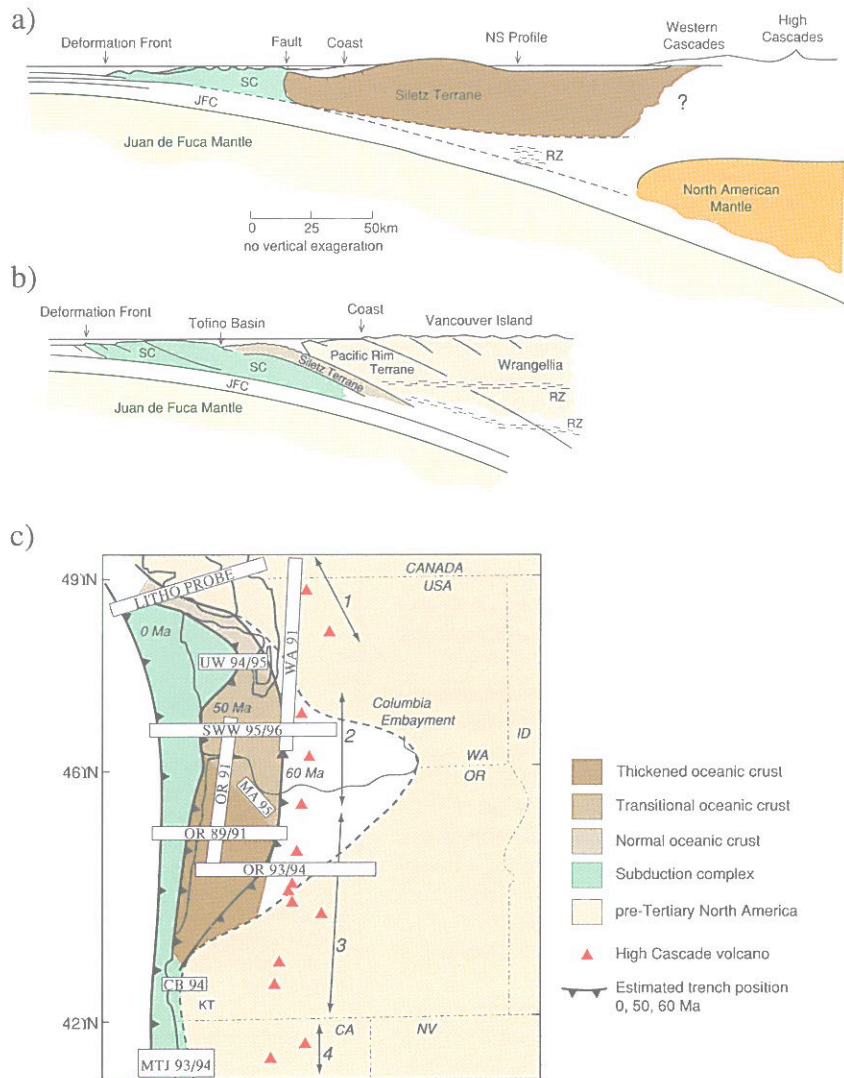 a)
Deformation Front
Fault
Coast
NS Profile
Western
Cascades
High
Cascades
SC
JFC
Siletz Terrane
?
Juan de Fuca Mantle
RZ
North American
Mantle
0 25 50km
no vertical exageration
b)
Deformation Front
Tofino Basin
Coast
Vancouver Island
SC
SC
Siletz Terrane
Pacific Rim
Terrane
Wrangellia
JFC
RZ
RZ
Juan de Fuca Mantle
c)
49°N
CANADA
USA
LITHO PROBE
0 Ma
UW 94/95
WA 91
1
50 Ma
SWW 95/96
Columbia
Embayment
2
ID
WA
OR
46°N
60 Ma
OR 91
MA 95
OR 89/91
OR 93/94
3
CB 94
KT
42°N
CA
NV
4
MTJ 93/94
Thickened oceanic crust
Transitional oceanic crust
Normal oceanic crust
Subduction complex
pre-Tertiary North America
High Cascade volcano
Estimated trench position
0, 50, 60 Ma